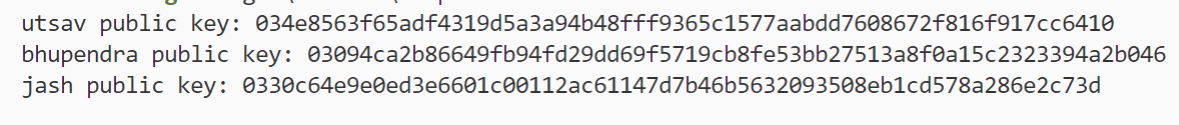 utsav public key: 034e8563f65adf4319d5a3a94b48fff9365c1577aabdd7608672f816f917cc6410
bhupendra public key: 03094ca2b86649fb94fd29dd69f5719cb8fe53bb27513a8f0a15c2323394a2b046
jash public key: 0330c64e9e0ed3e6601c00112ac61147d7b46b5632093508eb1cd578a286e2c73d